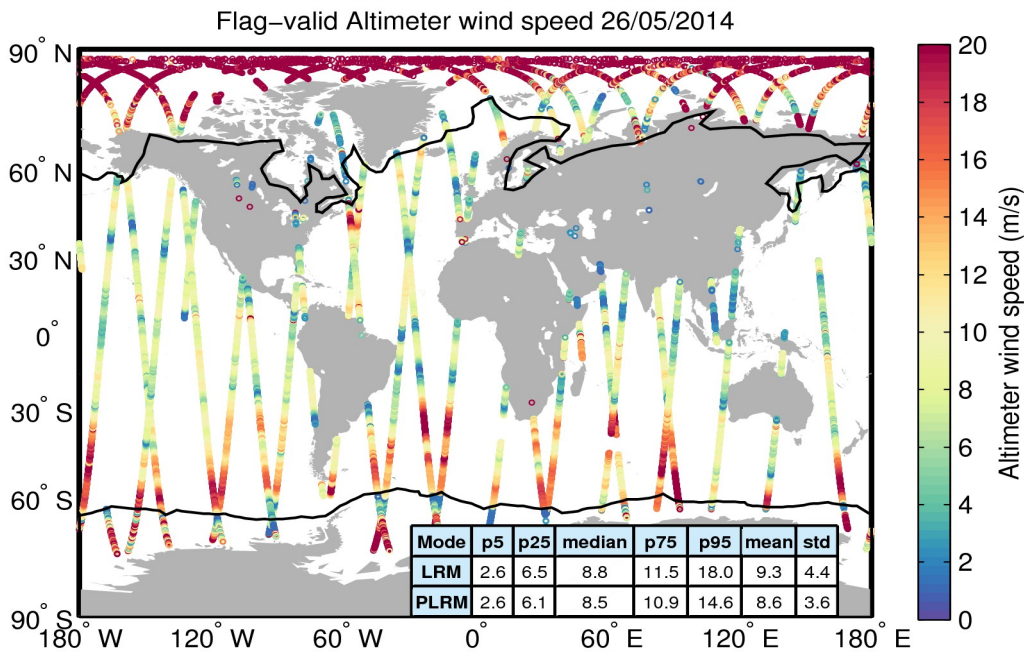 Flag−valid Altimeter wind speed 26/05/2014
90° N
60° N
30° N
0°
30° S
60° S
90° S
180° W
120° W
60° W
0°
60° E
120° E
180° E
Mode p5 p25 median p75 p95 mean std
LRM 2.6 6.5 8.8 11.5 18.0 9.3 4.4
PLRM 2.6 6.1 8.5 10.9 14.6 8.6 3.6
20
18
16
14
12
10
8
6
4
2
0
Altimeter wind speed (m/s)